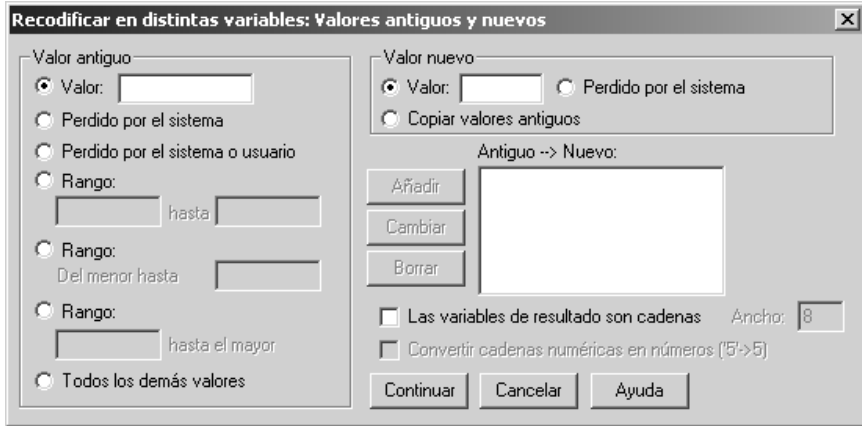 Recodificar en distintas variables: Valores antiguos y nuevos
Valor antiguo
Valor:
Perdido por el sistema
Perdido por el sistema o usuario
Rango:
hasta
Rango:
Del menor hasta
Rango:
hasta el mayor
Todos los demás valores
Valor nuevo
Valor:
Perdido por el sistema
Copiar valores antiguos
Antiguo --> Nuevo:
Añadir
Cambiar
Borrar
Las variables de resultado son cadenas
Ancho: 8
Convertir cadenas numéricas en números ('5'->5)
Continuar
Cancelar
Ayuda